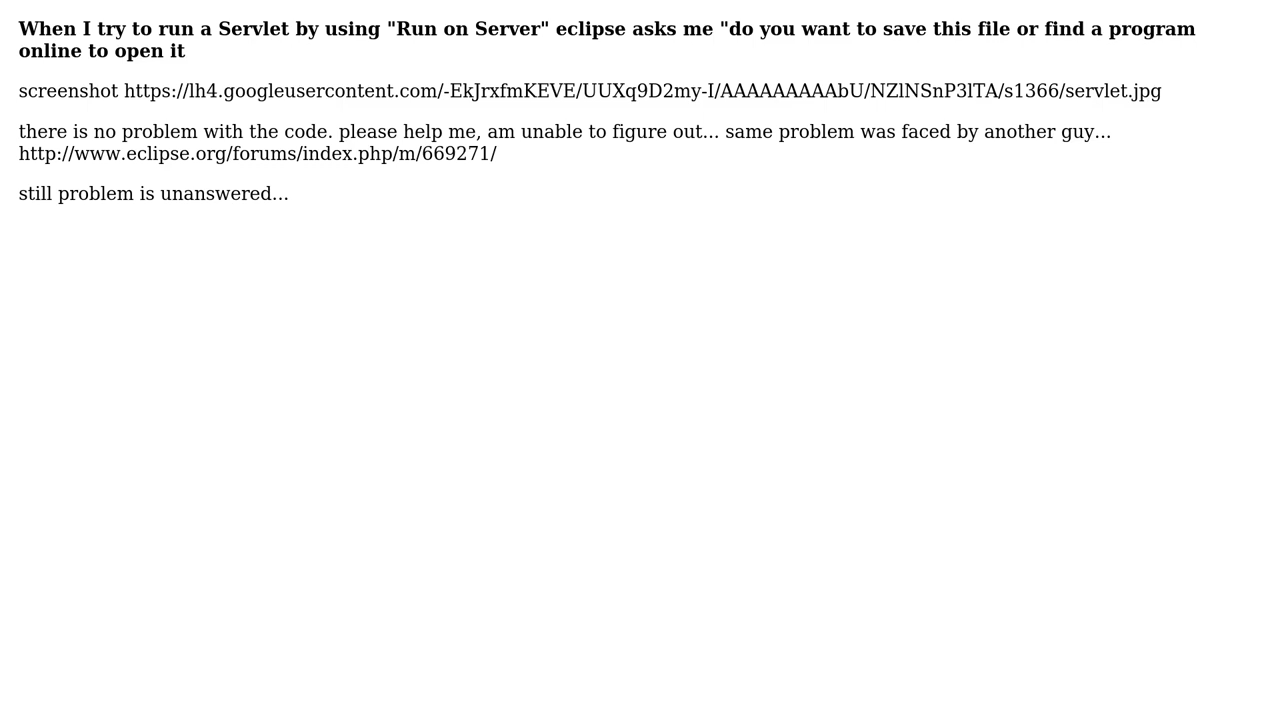 When I try to run a Servlet by using "Run on Server" eclipse asks me "do you want to save this file or find a program
online to open it
screenshot https://lh4.googleusercontent.com/-EkJrxfmKEVE/UUXq9D2my-I/AAAAAAAAAbU/NZlNSnP3lTA/s1366/servlet.jpg
there is no problem with the code. please help me, am unable to figure out... same problem was faced by another guy...
http://www.eclipse.org/forums/index.php/m/669271/
still problem is unanswered...